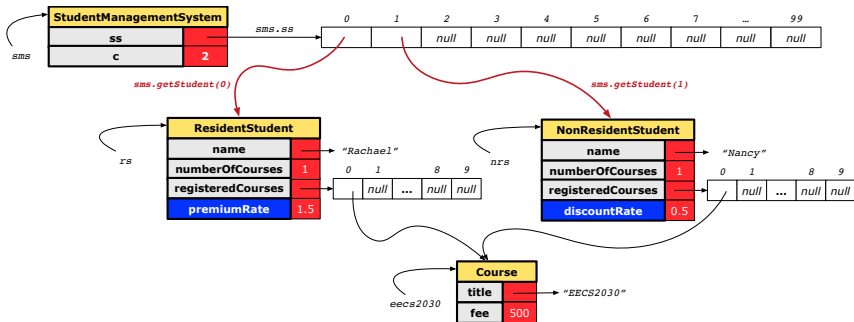 StudentManagementSystem
ss
c 2
sms
sms.ss
0 1 2 3 4 5 6 7 … 99
null null null null null null null null
sms.getStudent(0)
sms.getStudent(1)
ResidentStudent
name
numberOfCourses 1
registeredCourses
premiumRate 1.5
rs
"Rachael"
0 1 8 9
null … null null
NonResidentStudent
name
numberOfCourses 1
registeredCourses
discountRate 0.5
nrs
"Nancy"
0 1 8 9
null … null null
Course
title
fee 500
eecs2030
"EECS2030"